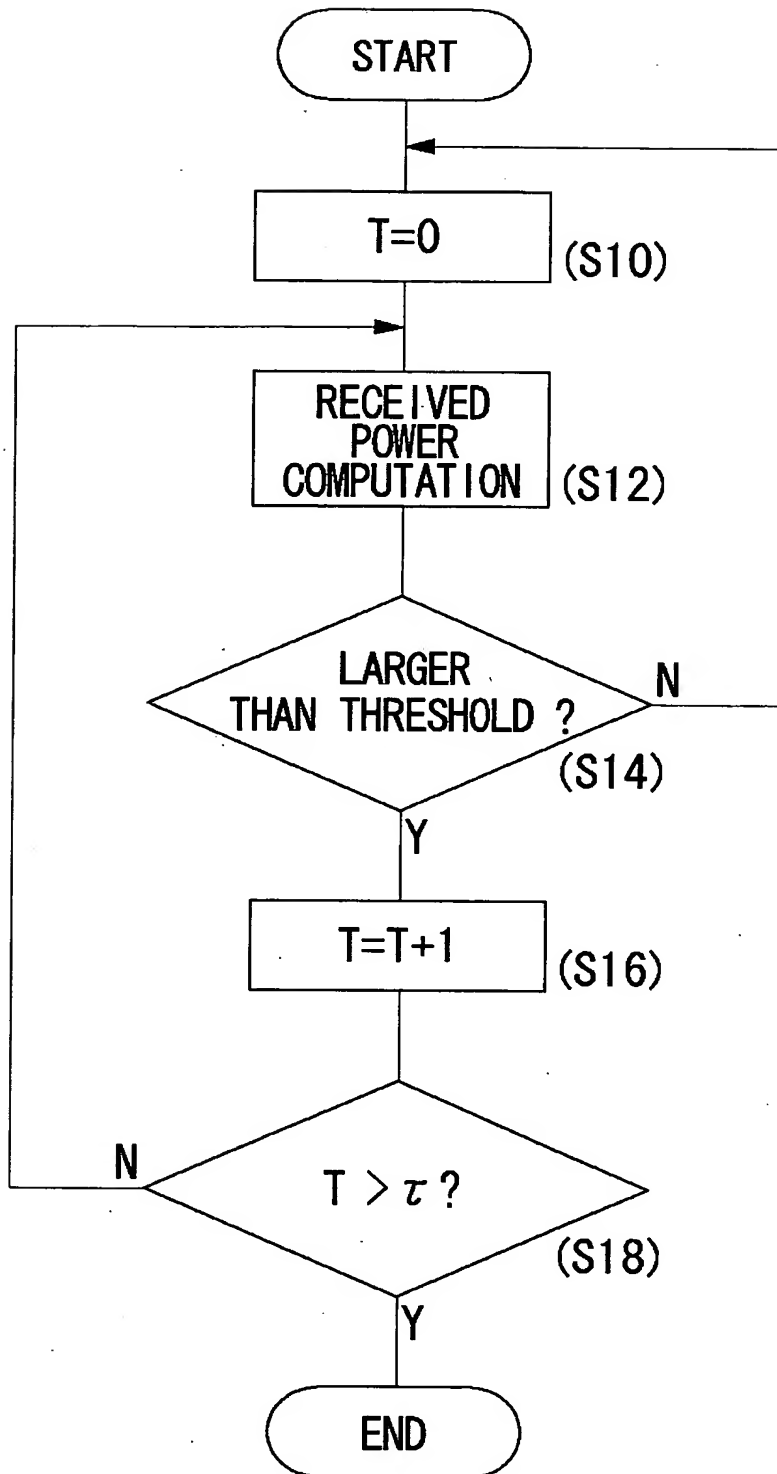 START
T=0
(S10)
RECEIVED
POWER
COMPUTATION
(S12)
LARGER
THAN THRESHOLD ?
N
(S14)
Y
T=T+1
(S16)
N
T > τ ?
(S18)
Y
END